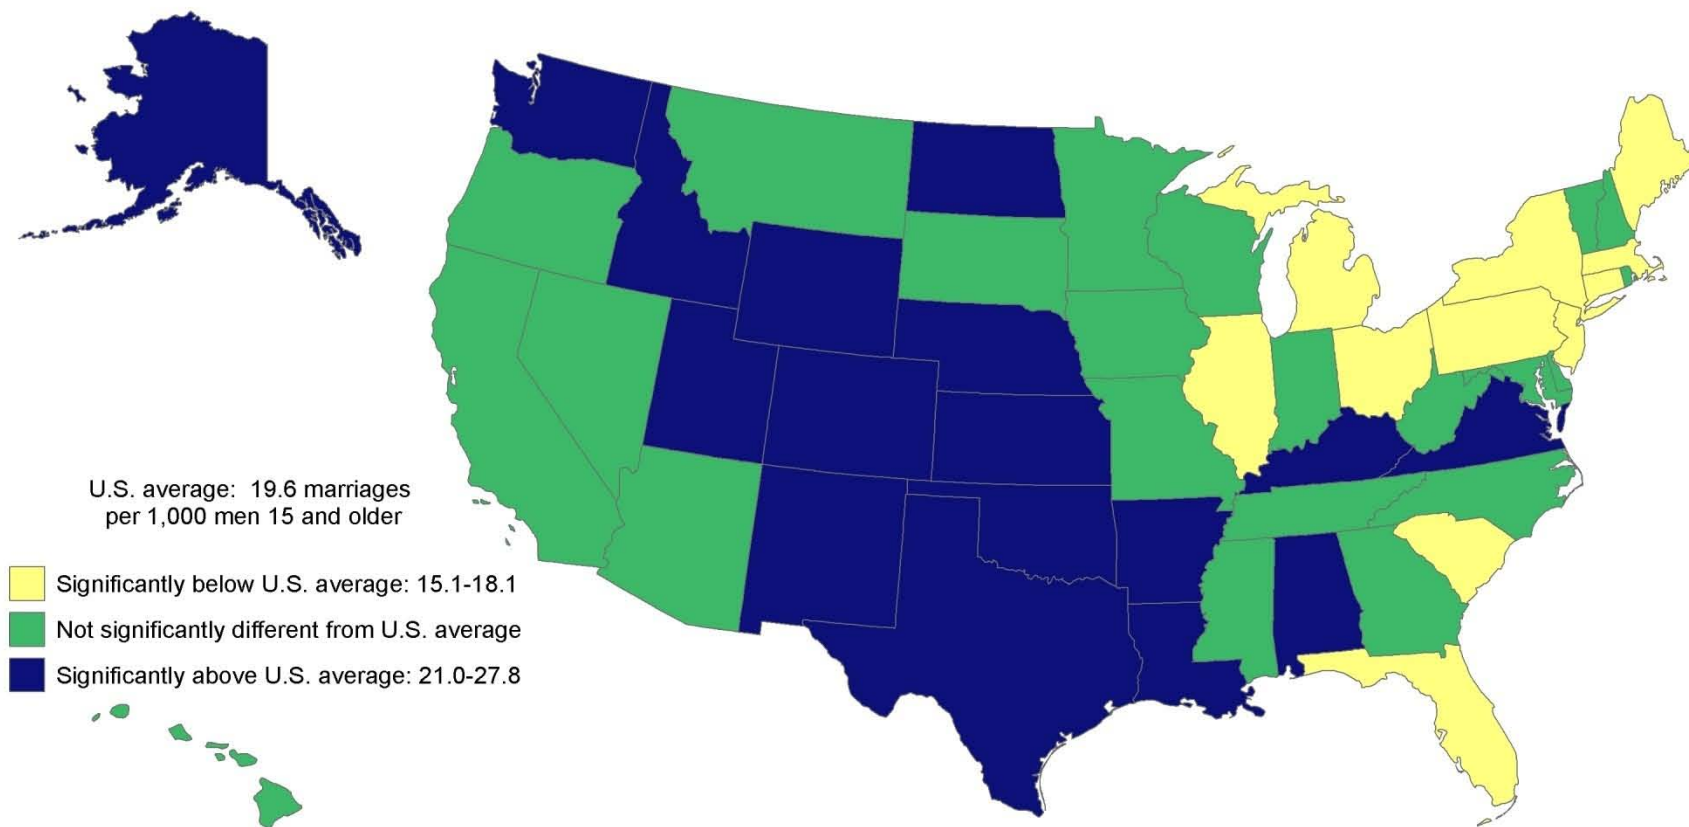 U.S. average: 19.6 marriages
per 1,000 men 15 and older
Significantly below U.S. average: 15.1-18.1
Not significantly different from U.S. average
Significantly above U.S. average: 21.0-27.8